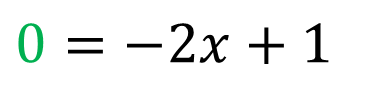 0 = −2x + 1